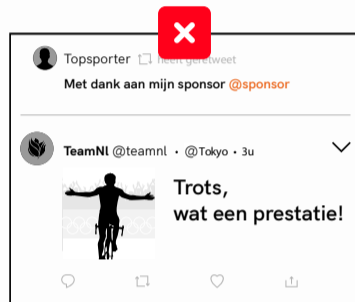 Topsporter heeft geretweet
Met dank aan mijn sponsor @sponsor
TeamNl @teamnl • @Tokyo • 3u
Trots,
wat een prestatie!